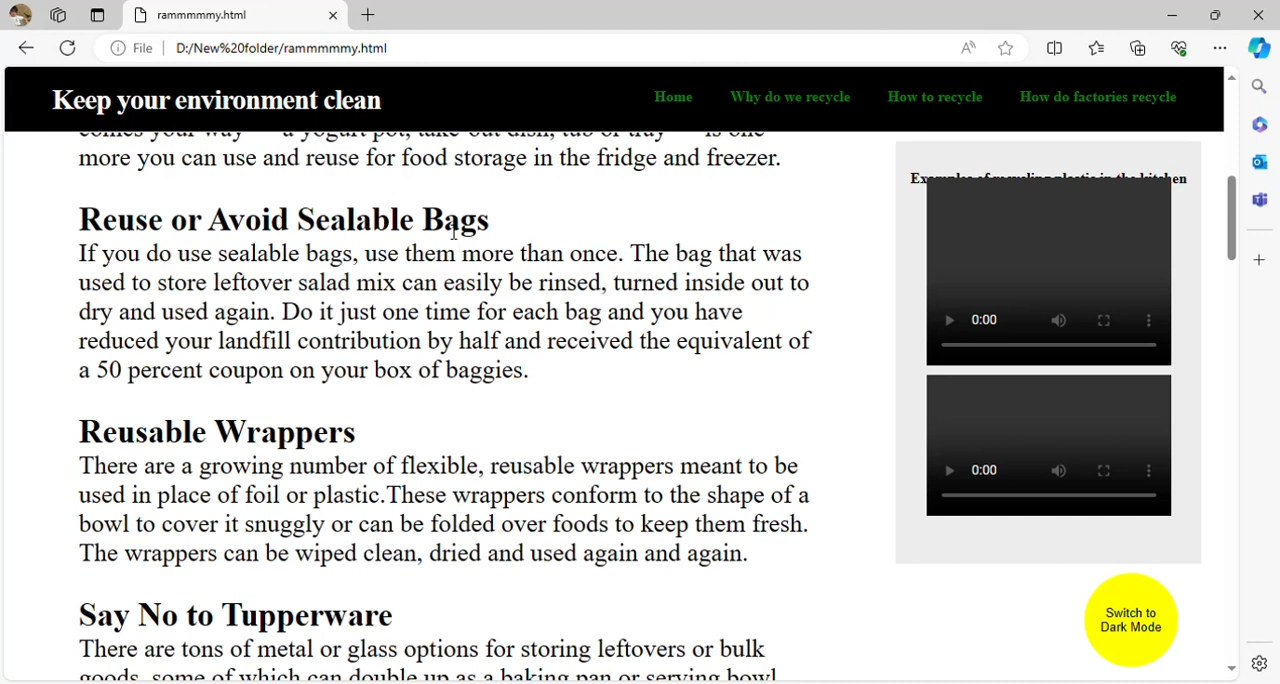 rammmmmy.html
File
D:/New%20folder/rammmmmy.html
Keep your environment clean
Home
Why do we recycle
How to recycle
How do factories recycle
comes your way — a yogurt pot, take-out dish, tub or tray — is one
more you can use and reuse for food storage in the fridge and freezer.
Reuse or Avoid Sealable Bags
If you do use sealable bags, use them more than once. The bag that was
used to store leftover salad mix can easily be rinsed, turned inside out to
dry and used again. Do it just one time for each bag and you have
reduced your landfill contribution by half and received the equivalent of
a 50 percent coupon on your box of baggies.
Reusable Wrappers
There are a growing number of flexible, reusable wrappers meant to be
used in place of foil or plastic.These wrappers conform to the shape of a
bowl to cover it snuggly or can be folded over foods to keep them fresh.
The wrappers can be wiped clean, dried and used again and again.
Say No to Tupperware
There are tons of metal or glass options for storing leftovers or bulk
goods, some of which can double up as a baking pan or serving bowl
Examples of recycling plastic in the kitchen
0:00
0:00
Switch to
Dark Mode